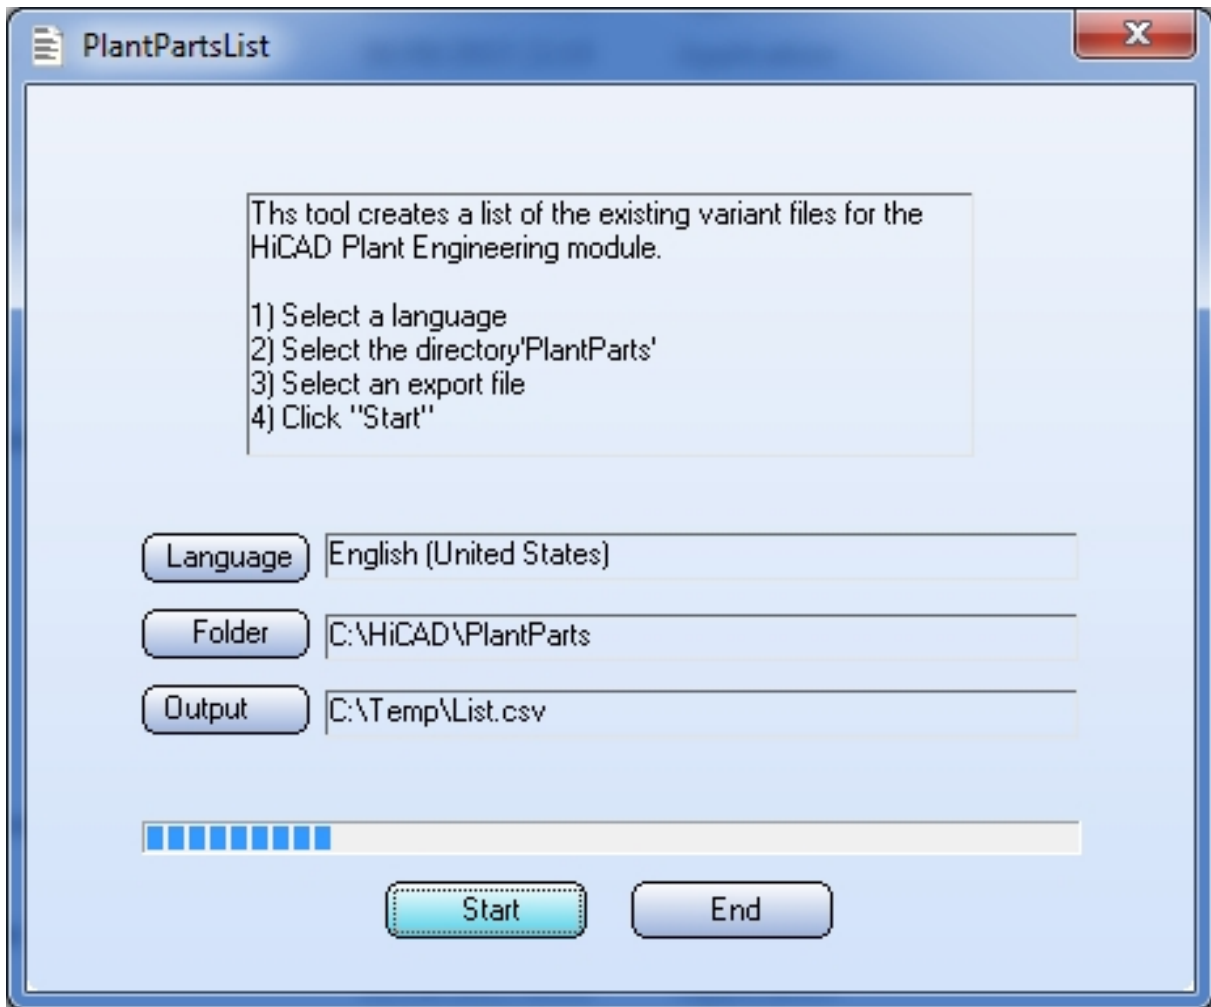 PlantPartsList
Ths tool creates a list of the existing variant files for the
HiCAD Plant Engineering module.
1) Select a language
2) Select the directory'PlantParts'
3) Select an export file
4) Click "Start"
Language English (United States)
Folder C:\HiCAD\PlantParts
Output C:\Temp\List.csv
Start End